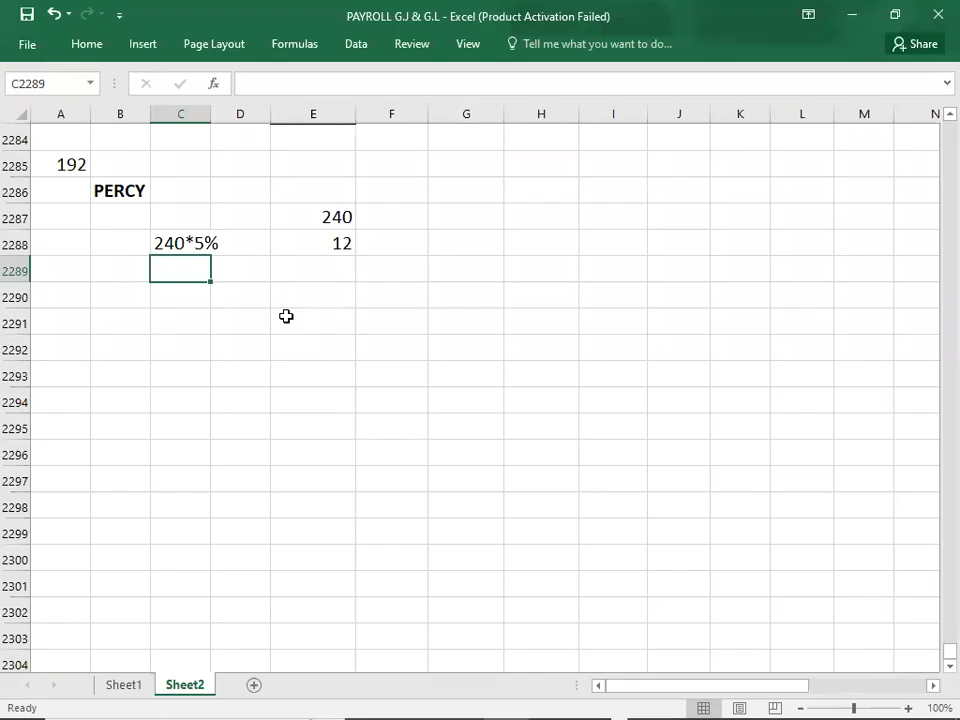 PAYROLL G.J & G.L - Excel (Product Activation Failed)
File Home Insert Page Layout Formulas Data Review View Tell me what you want to do... Share
C2289 fx
A B C D E F G H I J K L M N
2284
2285 192
2286 PERCY
2287 240
2288 240*5% 12
2289
2290
2291
2292
2293
2294
2295
2296
2297
2298
2299
2300
2301
2302
2303
2304
Sheet1 Sheet2
Ready 100%